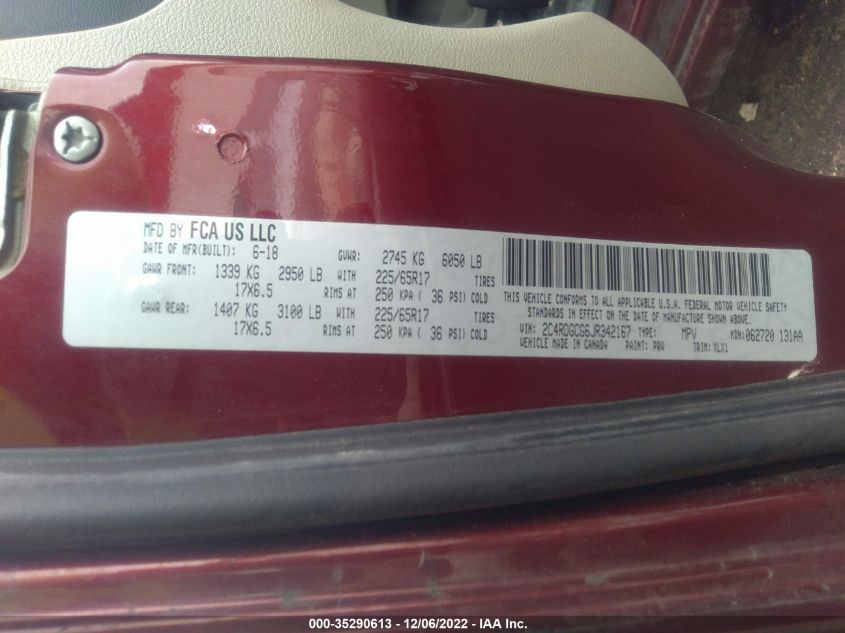 MFD BY FCA US LLC
DATE OF MFR(BUILT): 6-18 GVWR: 2745 KG 6050 LB
GAWR FRONT: 1339 KG 2950 LB WITH 225/65R17 TIRES
17X6.5 RIMS AT 250 KPA ( 36 PSI) COLD
GAWR REAR: 1407 KG 3100 LB WITH 225/65R17 TIRES
17X6.5 RIMS AT 250 KPA ( 36 PSI) COLD
THIS VEHICLE CONFORMS TO ALL APPLICABLE U.S.A. FEDERAL MOTOR VEHICLE SAFETY
STANDARDS IN EFFECT ON THE DATE OF MANUFACTURE SHOWN ABOVE.
VIN: 2C4RDGCG6JR342167 TYPE: MPV MDH:062720 131AA
VEHICLE MADE IN CANADA PAINT: PRV TRIM: XLX1
000-35290613 - 12/06/2022 - © IAA Inc.